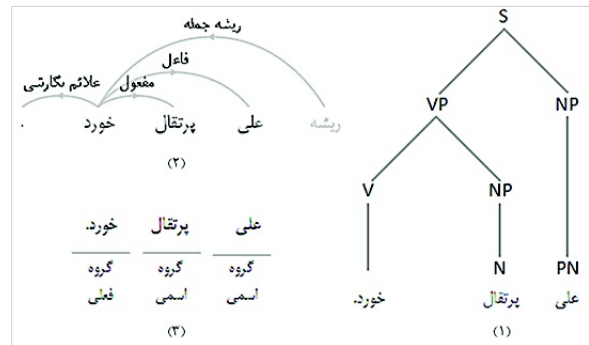 S
NP VP
NP V
PN N
علی پرتقال خورد.
(۱)
ریشه جمله
فاعل
مفعول علائم نگارشی
ریشه علی پرتقال خورد .
(۲)
علی پرتقال خورد.
گروه گروه گروه
اسمی اسمی فعلی
(۳)